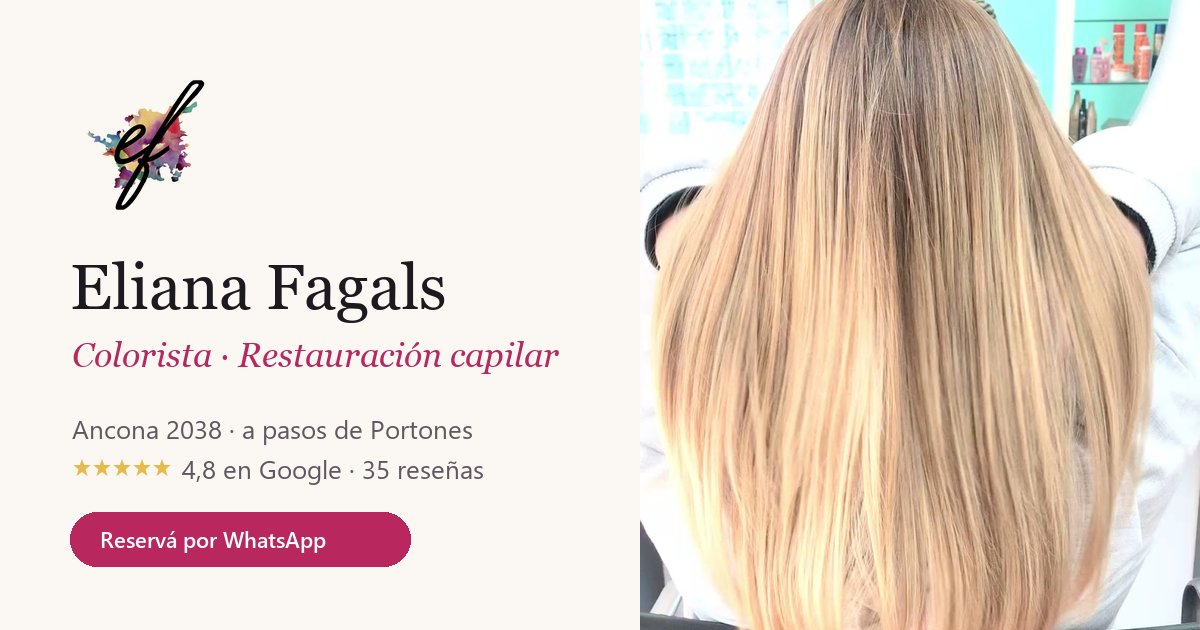 ef
Eliana Fagals
Colorista · Restauración capilar
Ancona 2038 · a pasos de Portones
★★★★★ 4,8 en Google · 35 reseñas
Reservá por WhatsApp